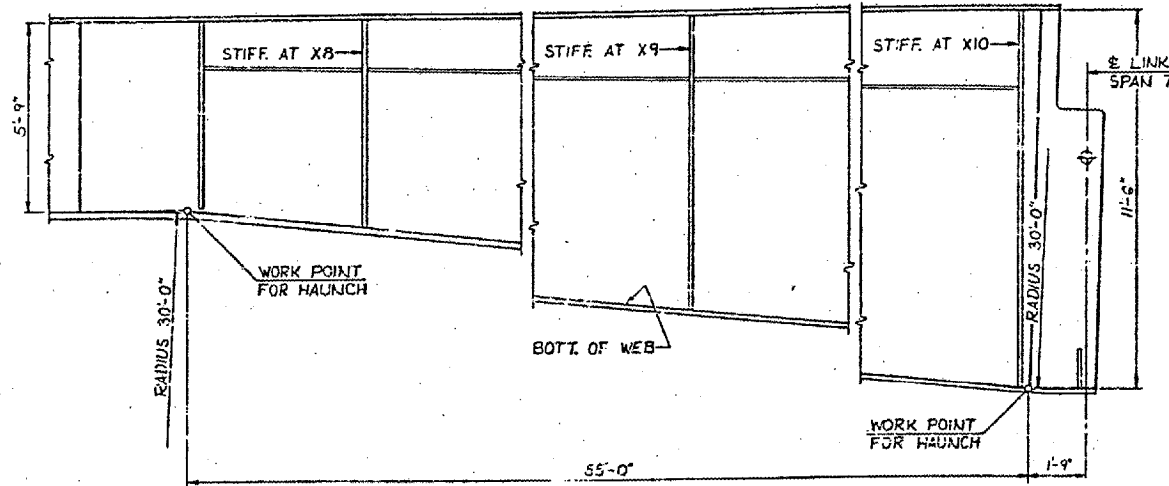 STIFF. AT X8
STIFF. AT X9
STIFF. AT X10
℄ LINK
SPAN 7
5'-9"
11'-6"
RADIUS 30'-0"
WORK POINT
FOR HAUNCH
RADIUS 30'-0"
BOTT. OF WEB
WORK POINT
FOR HAUNCH
55'-0"
1'-9"